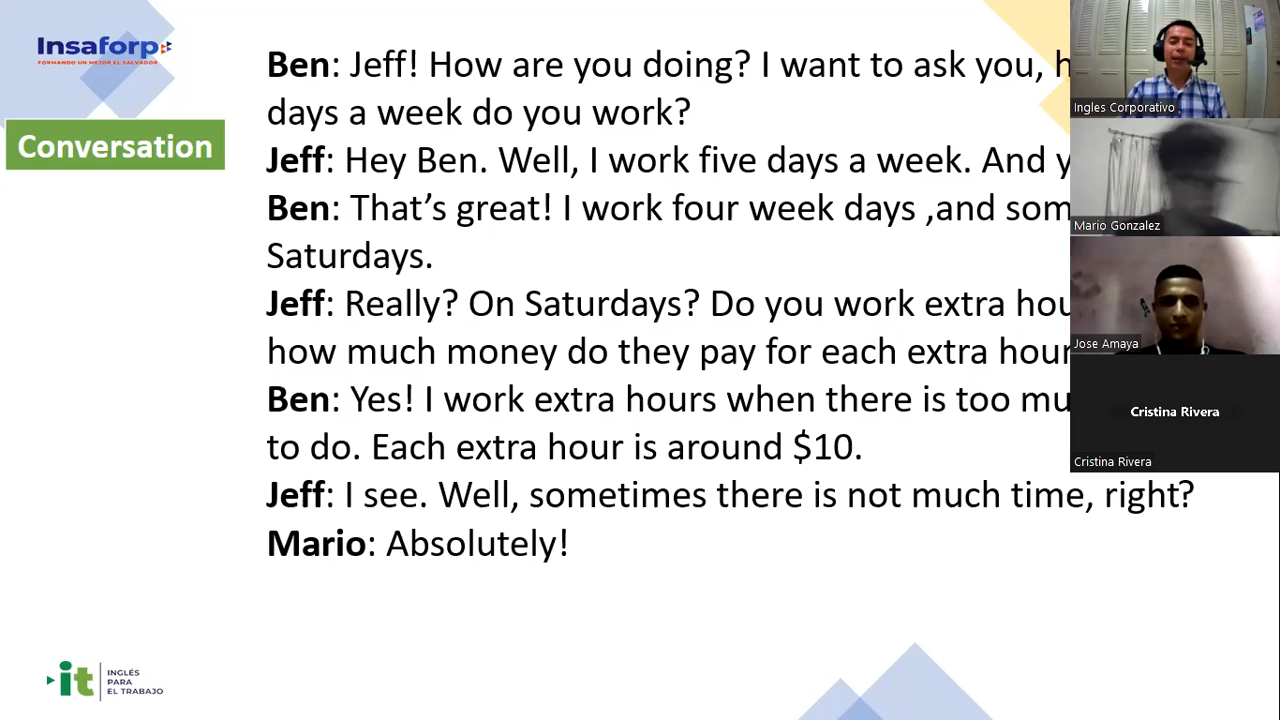 Insaforp
FORMANDO UN MEJOR EL SALVADOR
Conversation
Ben: Jeff! How are you doing? I want to ask you,
days a week do you work?
Jeff: Hey Ben. Well, I work five days a week. And
Ben: That’s great! I work four week days ,and
Saturdays.
Jeff: Really? On Saturdays? Do you work extra
how much money do they pay for each extra hour
Ben: Yes! I work extra hours when there is too
to do. Each extra hour is around $10.
Jeff: I see. Well, sometimes there is not much time, right?
Mario: Absolutely!
it INGLÉS
PARA
EL TRABAJO
Ingles Corporativo
Mario Gonzalez
Jose Amaya
Cristina Rivera
Cristina Rivera